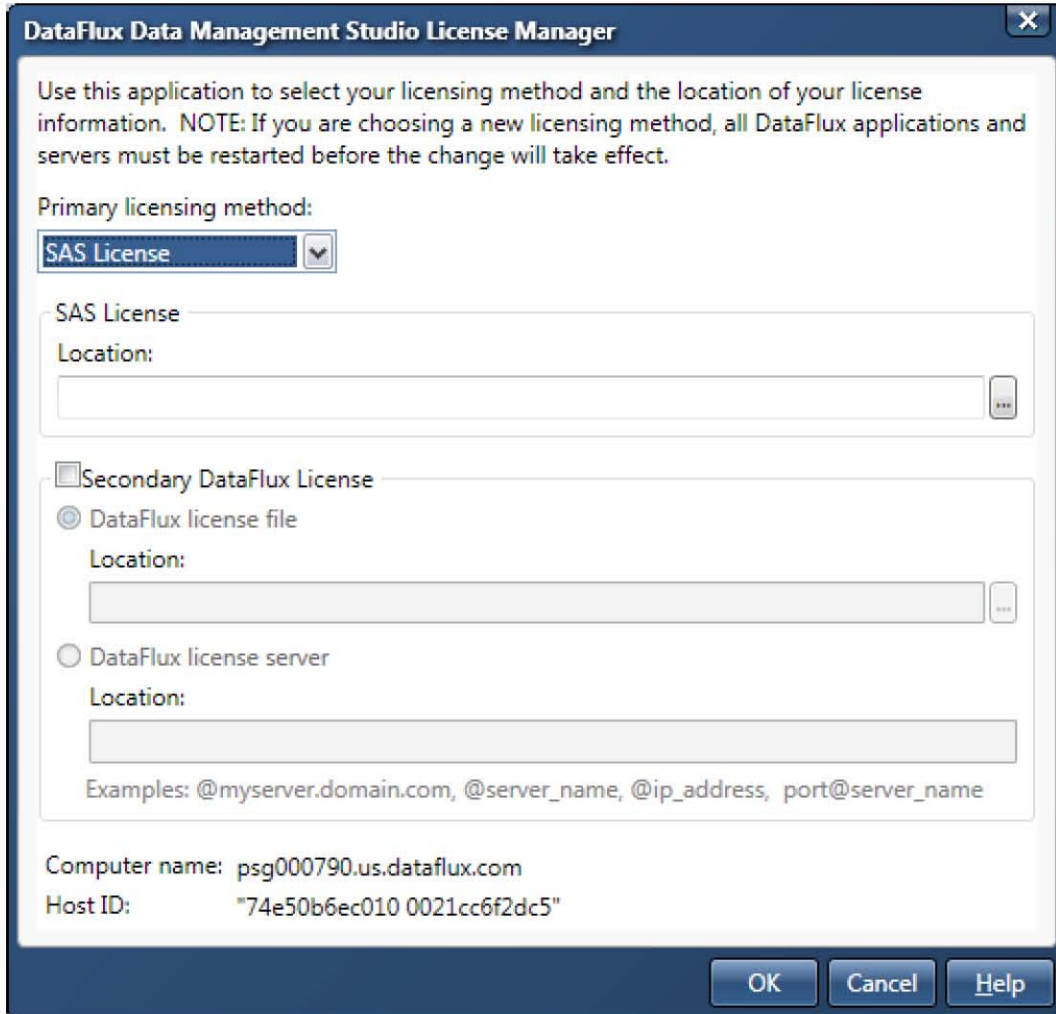 DataFlux Data Management Studio License Manager
Use this application to select your licensing method and the location of your license
information.  NOTE: If you are choosing a new licensing method, all DataFlux applications and
servers must be restarted before the change will take effect.
Primary licensing method:
SAS License
SAS License
Location:
...
Secondary DataFlux License
DataFlux license file
Location:
...
DataFlux license server
Location:
Examples: @myserver.domain.com, @server_name, @ip_address,  port@server_name
Computer name: psg000790.us.dataflux.com
Host ID: "74e50b6ec010 0021cc6f2dc5"
OK Cancel Help